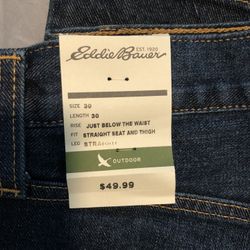 Eddie Bauer
EST. 1920
SIZE 30
LENGTH 30
RISE JUST BELOW THE WAIST
FIT STRAIGHT SEAT AND THIGH
LEG STRAIGHT
OUTDOOR
$49.99